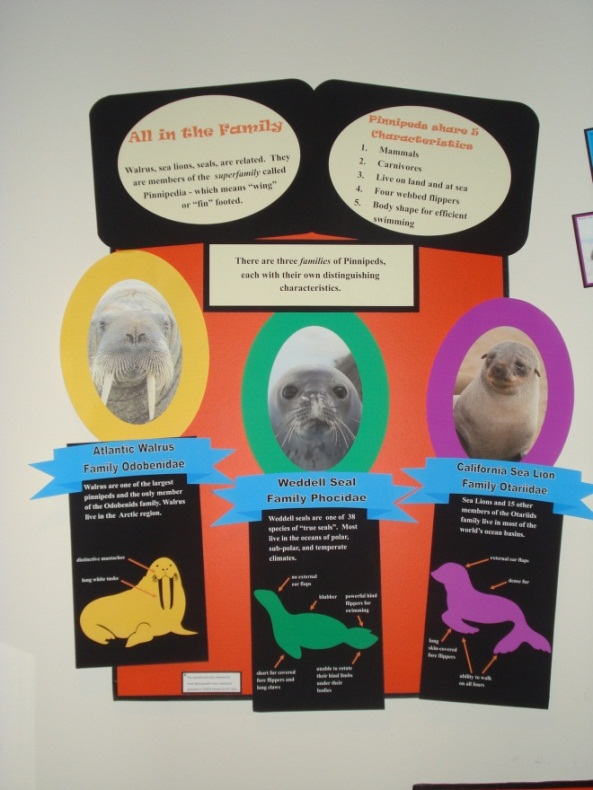 All in the Family
Walrus, sea lions, seals, are related. They
are members of the superfamily called
Pinnipedia - which means "wing"
or "fin" footed.
Pinnipeds share 5
Characteristics
1. Mammals
2. Carnivores
3. Live on land and at sea
4. Four webbed flippers
5. Body shape for efficient
swimming
There are three families of Pinnipeds,
each with their own distinguishing
characteristics.
Atlantic Walrus
Family Odobenidae
Walrus are one of the largest
pinnipeds and the only member
of the Odobenids family. Walrus
live in the Arctic region.
distinctive mustaches
long white tusks
Weddell Seal
Family Phocidae
Weddell seals are one of 38
species of "true seals". Most
live in the oceans of polar,
sub-polar, and temperate
climates.
no external
ear flaps
blubber
powerful hind
flippers for
swimming
short fur covered
fore flippers and
long claws
unable to rotate
their hind limbs
under their
bodies
California Sea Lion
Family Otariidae
Sea Lions and 15 other
members of the Otariids
family live in most of the
world's ocean basins.
external ear flaps
dense fur
long
skin-covered
fore flippers
ability to walk
on all fours